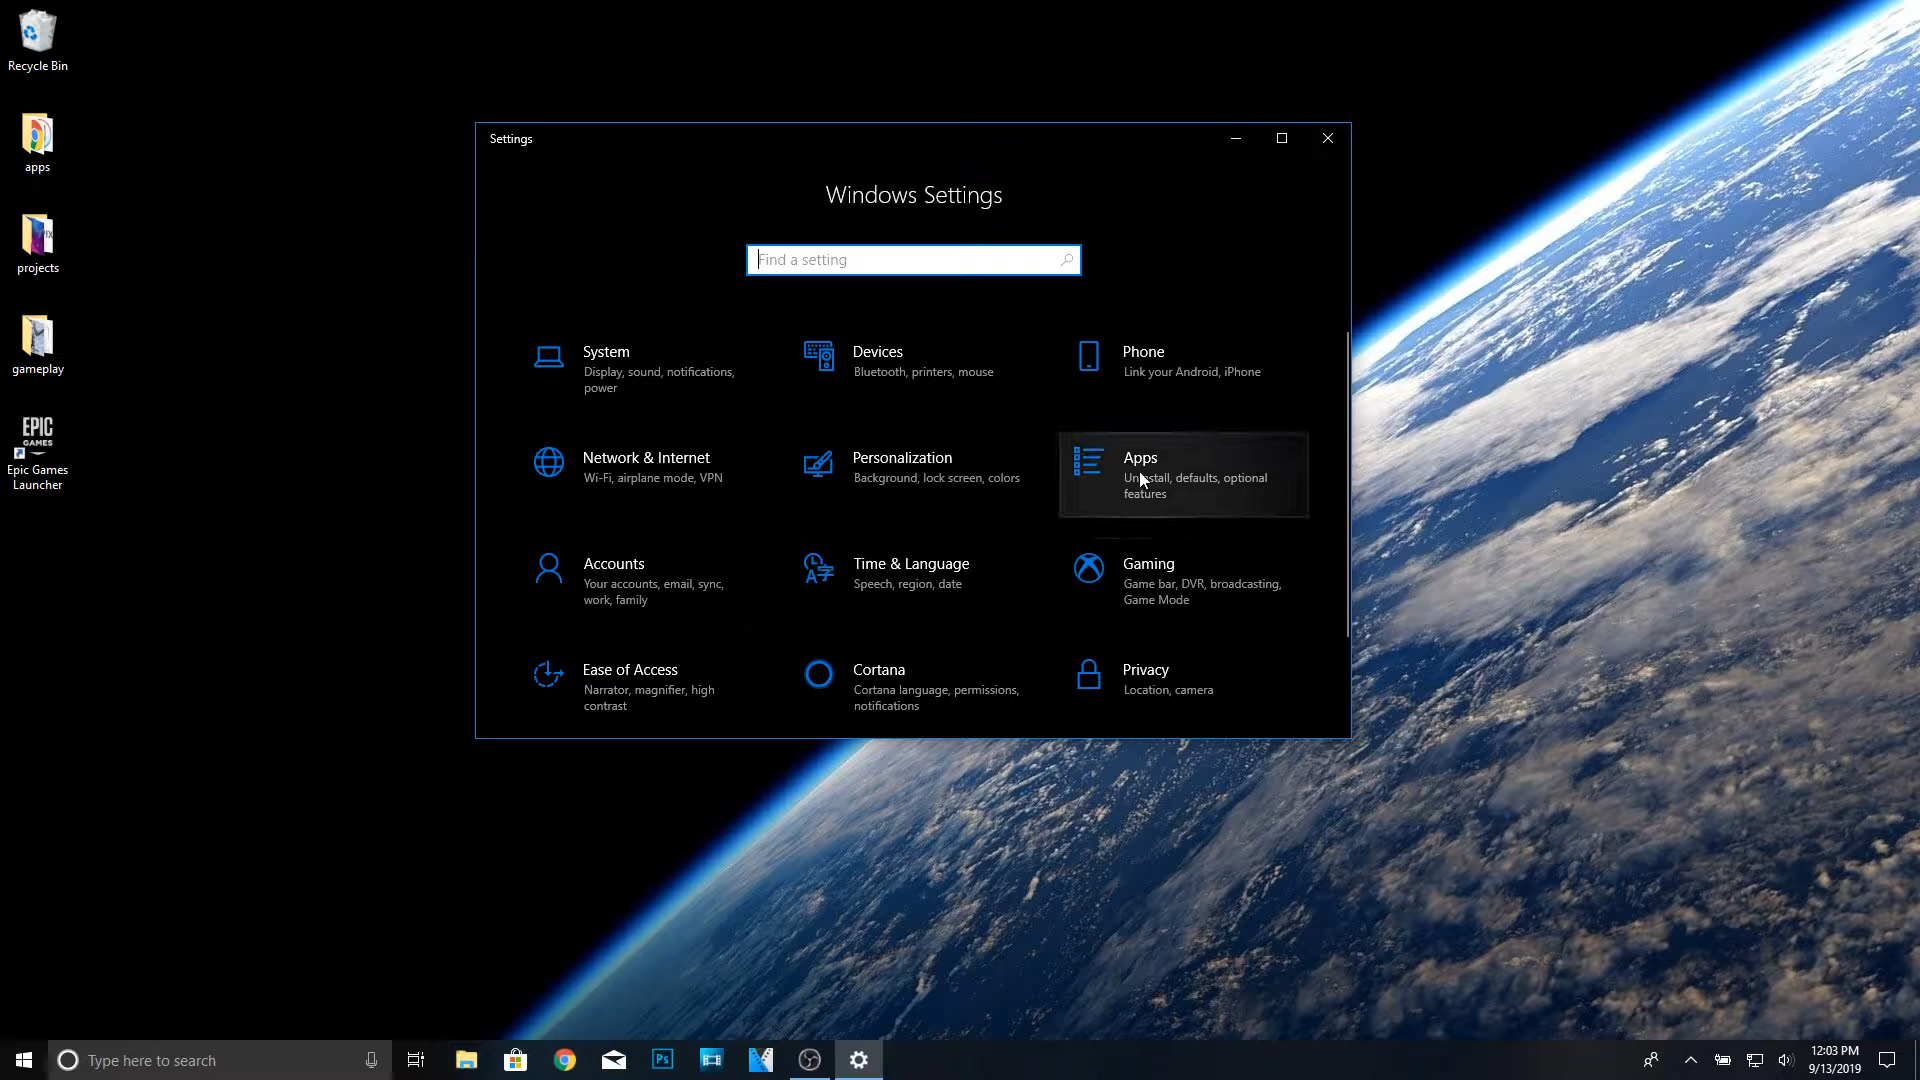 Recycle Bin
apps
projects
gameplay
EPIC
GAMES
Epic Games
Launcher
Settings
Windows Settings
Find a setting
System
Display, sound, notifications,
power
Devices
Bluetooth, printers, mouse
Phone
Link your Android, iPhone
Network & Internet
Wi-Fi, airplane mode, VPN
Personalization
Background, lock screen, colors
Apps
Uninstall, defaults, optional
features
Accounts
Your accounts, email, sync,
work, family
Time & Language
Speech, region, date
Gaming
Game bar, DVR, broadcasting,
Game Mode
Ease of Access
Narrator, magnifier, high
contrast
Cortana
Cortana language, permissions,
notifications
Privacy
Location, camera
Type here to search
Ps
12:03 PM
9/13/2019